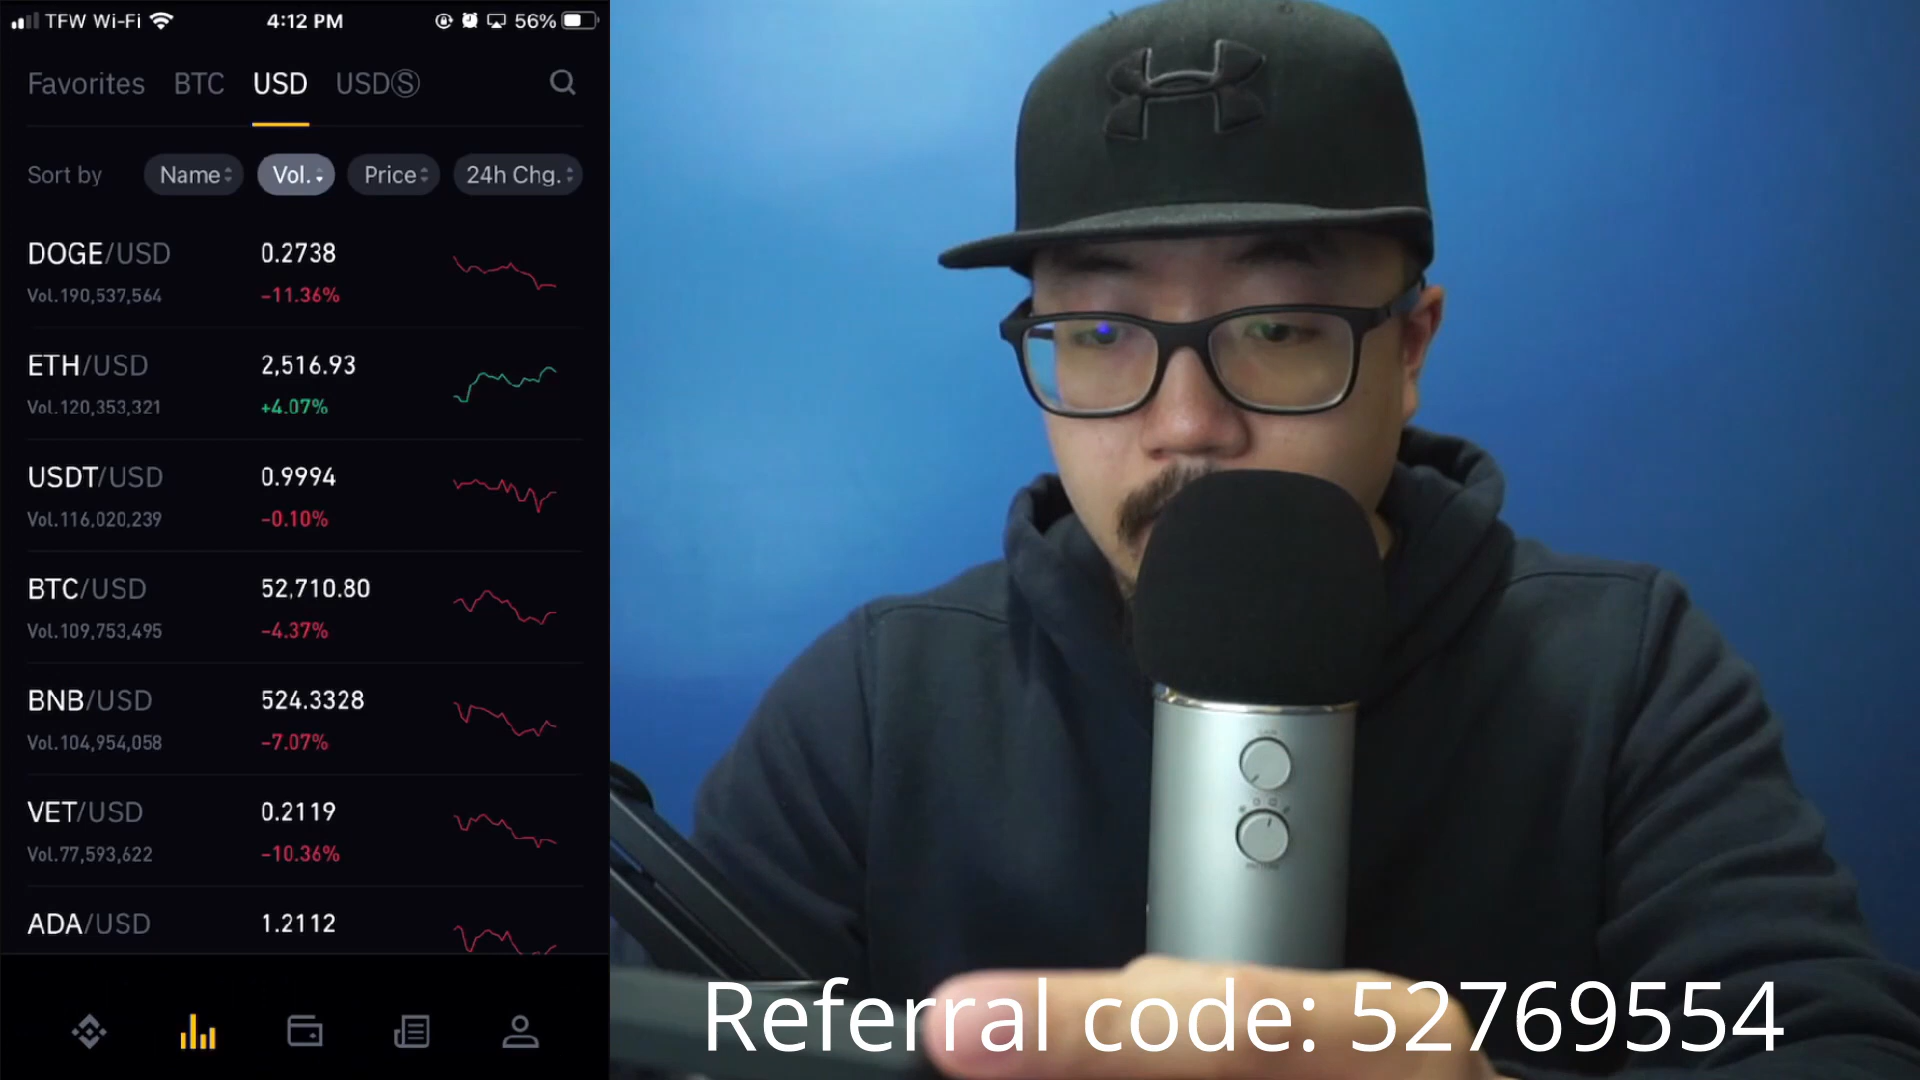 TFW Wi-Fi 4:12 PM 56%
Favorites BTC USD USDⓈ
Sort by Name Vol. Price 24h Chg.
DOGE/USD 0.2738
Vol.190,537,564 -11.36%
ETH/USD 2,516.93
Vol.120,353,321 +4.07%
USDT/USD 0.9994
Vol.116,020,239 -0.10%
BTC/USD 52,710.80
Vol.109,753,495 -4.37%
BNB/USD 524.3328
Vol.104,954,058 -7.07%
VET/USD 0.2119
Vol.77,593,622 -10.36%
ADA/USD 1.2112
Referral code: 52769554